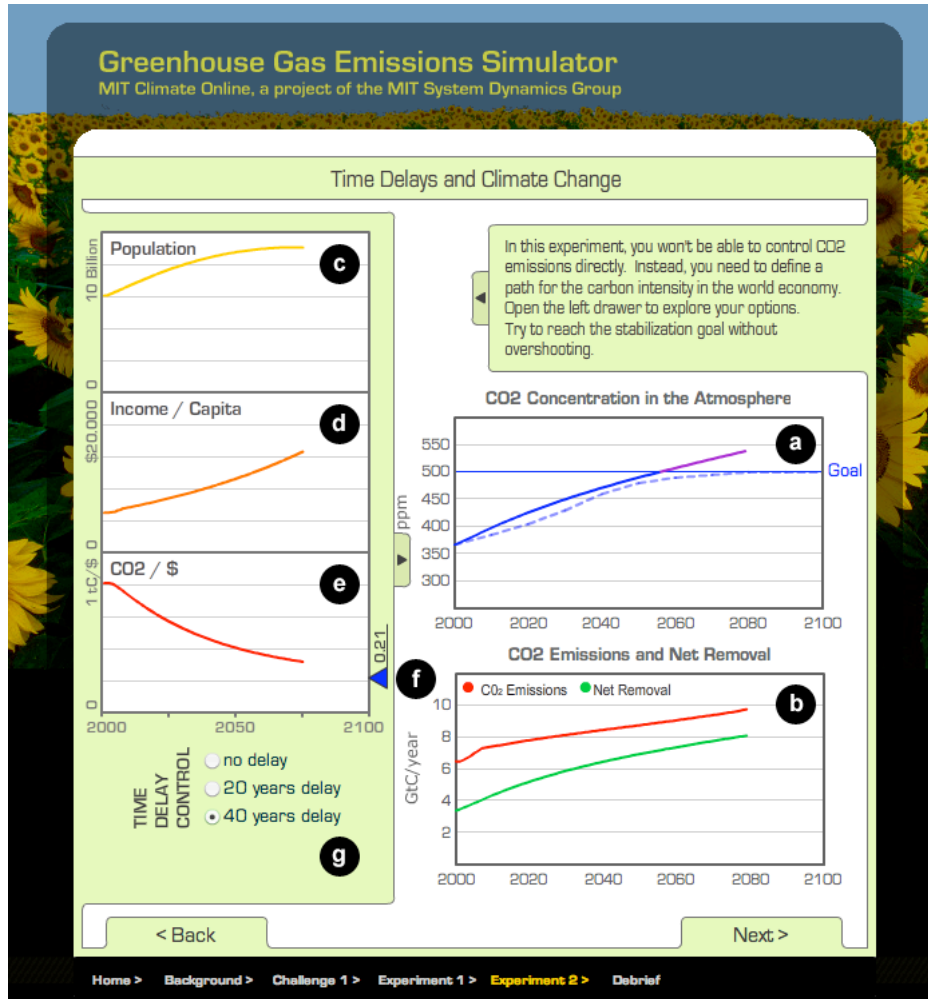 Greenhouse Gas Emissions Simulator
MIT Climate Online, a project of the MIT System Dynamics Group
Time Delays and Climate Change
Population
c
10 Billion
0
Income / Capita
d
$20.000
0
CO2 / $
e
1 tC/$
0
0.21
f
2000 2050 2100
TIME
DELAY
CONTROL
no delay
20 years delay
40 years delay
g
In this experiment, you won't be able to control CO2
emissions directly. Instead, you need to define a
path for the carbon intensity in the world economy.
Open the left drawer to explore your options.
Try to reach the stabilization goal without
overshooting.
CO2 Concentration in the Atmosphere
a
550
500
450
400
350
300
ppm
Goal
2000 2020 2040 2060 2080 2100
CO2 Emissions and Net Removal
CO2 Emissions Net Removal
b
10
8
6
4
2
GtC/year
2000 2020 2040 2060 2080 2100
< Back
Next >
Home > Background > Challenge 1 > Experiment 1 > Experiment 2 > Debrief